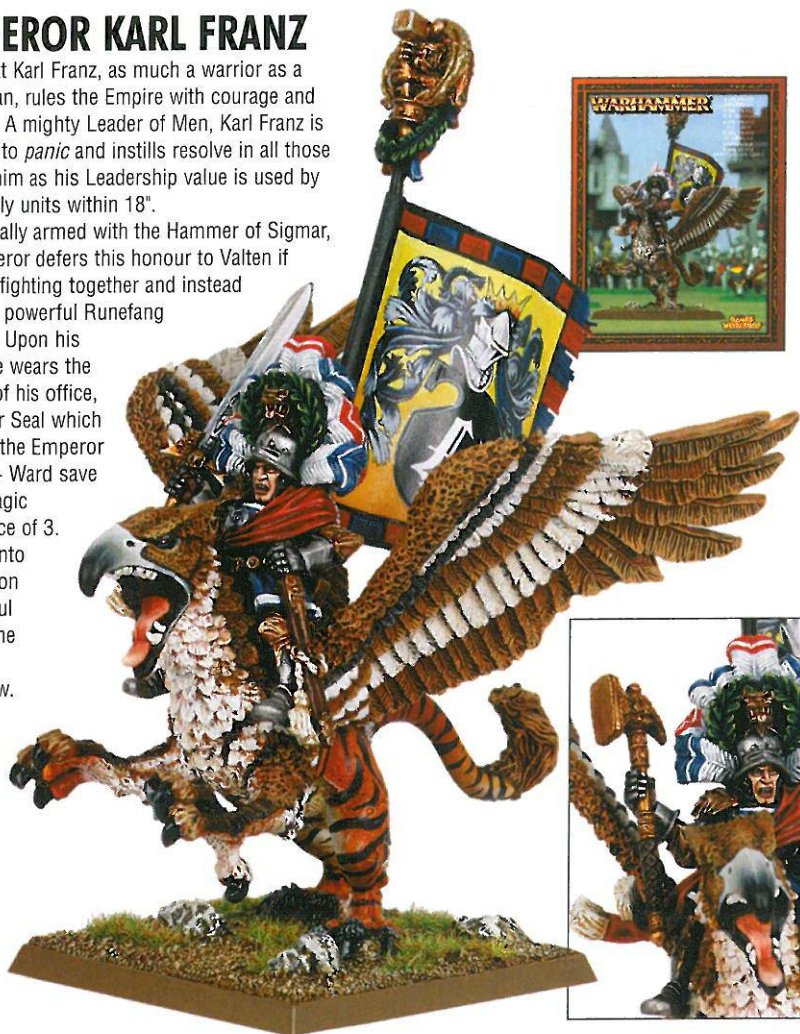 EROR KARL FRANZ
t Karl Franz, as much a warrior as a
an, rules the Empire with courage and
A mighty Leader of Men, Karl Franz is
to panic and instills resolve in all those
him as his Leadership value is used by
ly units within 18".
ally armed with the Hammer of Sigmar,
eror defers this honour to Valten if
fighting together and instead
powerful Runefang
Upon his
e wears the
of his office,
r Seal which
the Emperor
Ward save
agic
ce of 3.
nto
on
ul
he
w.
WARHAMMER
GAMES
WORKSHOP